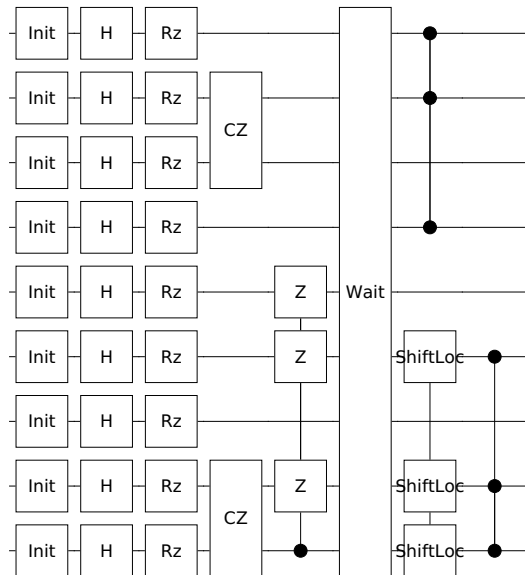 Init H Rz
Init H Rz
CZ
Init H Rz
Init H Rz
Init H Rz Z Wait
Init H Rz Z ShiftLoc
Init H Rz
Init H Rz Z ShiftLoc
CZ
Init H Rz ShiftLoc